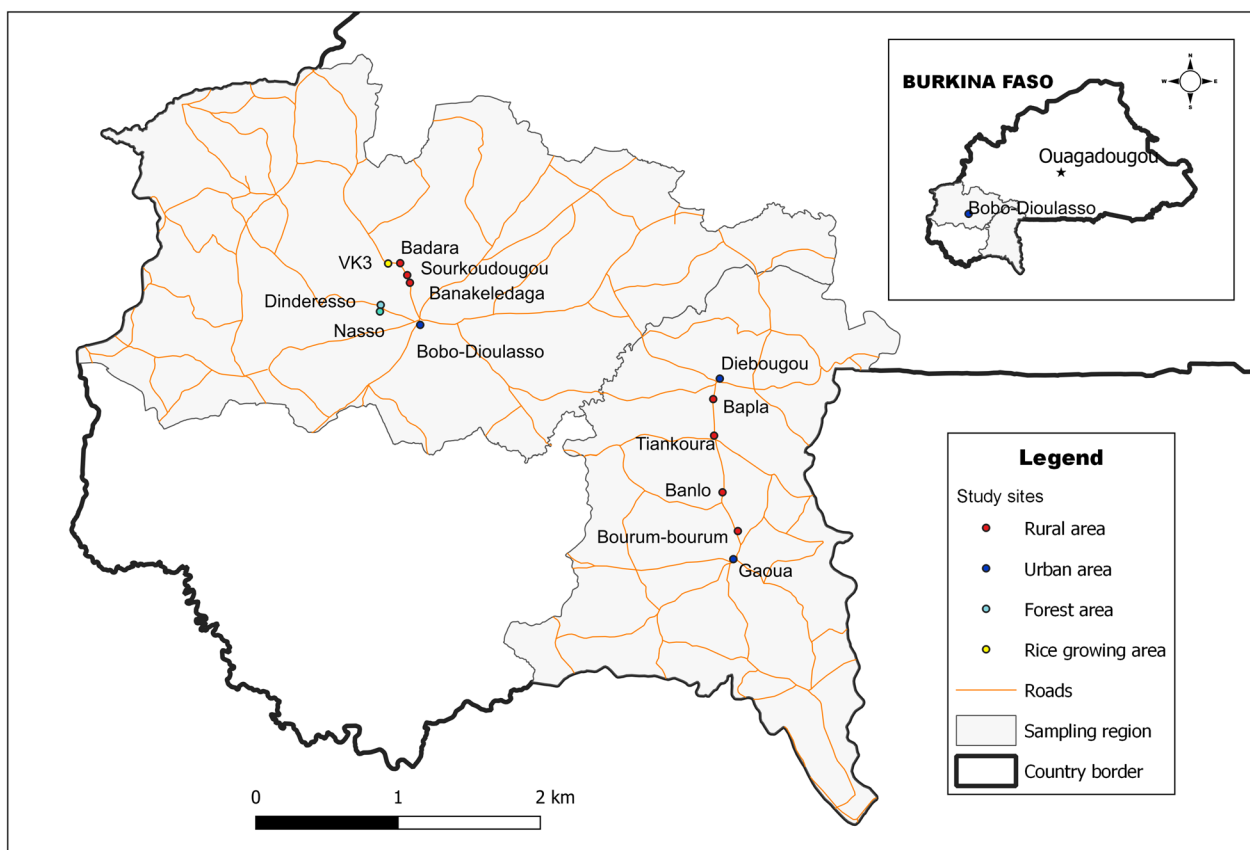 BURKINA FASO
N
W
E
S
Ouagadougou
Bobo-Dioulasso
VK3
Badara
Sourkoudougou
Banakeledaga
Dinderesso
Nasso
Bobo-Dioulasso
Diebougou
Bapla
Tiankoura
Banlo
Bourum-bourum
Gaoua
Legend
Study sites
Rural area
Urban area
Forest area
Rice growing area
Roads
Sampling region
Country border
0 1 2 km